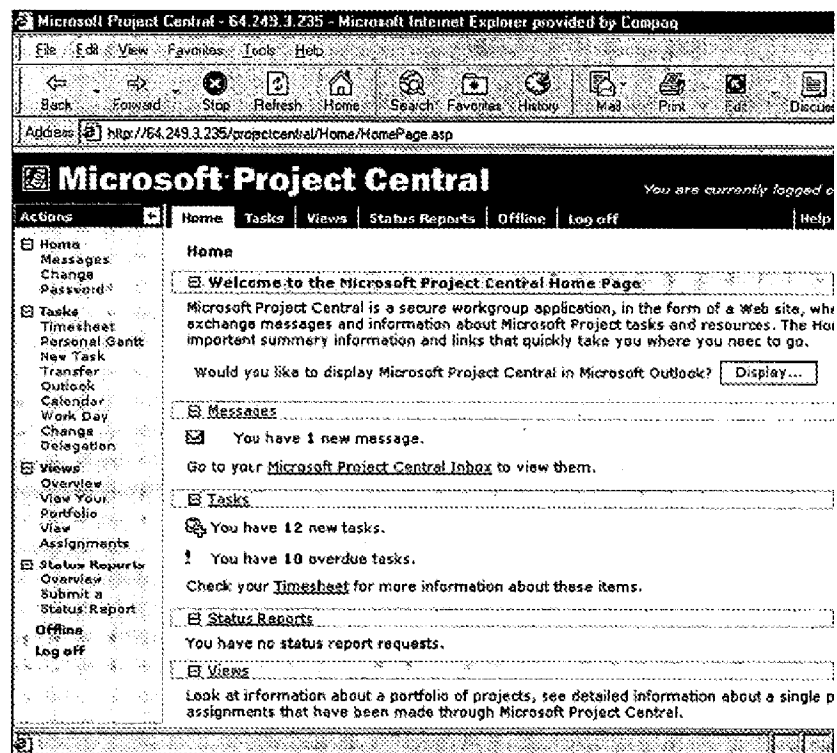 Microsoft Project Central - 64.249.3.235 - Microsoft Internet Explorer provided by Compaq
File Edit View Favorites Tools Help
Back Forward Stop Refresh Home Search Favorites History Mail Print Edit Discuss
Address http://64.249.3.235/projectcentral/Home/HomePage.asp
Microsoft Project Central
You are currently logged o
Actions
Home Tasks Views Status Reports Offline Log off Help
Home
Messages
Change
Password
Tasks
Timesheet
Personal Gantt
New Task
Transfer
Outlook
Calendar
Work Day
Change
Delegation
Views
Overview
View Your
Portfolio
View
Assignments
Status Reports
Overview
Submit a
Status Report
Offline
Log off
Home
Welcome to the Microsoft Project Central Home Page
Microsoft Project Central is a secure workgroup application, in the form of a Web site, whe
exchange messages and information about Microsoft Project tasks and resources. The Ho
important summary information and links that quickly take you where you need to go.
Would you like to display Microsoft Project Central in Microsoft Outlook? Display...
Messages
You have 1 new message.
Go to your Microsoft Project Central Inbox to view them.
Tasks
You have 12 new tasks.
You have 10 overdue tasks.
Check your Timesheet for more information about these items.
Status Reports
You have no status report requests.
Views
Look at information about a portfolio of projects, see detailed information about a single p
assignments that have been made through Microsoft Project Central.